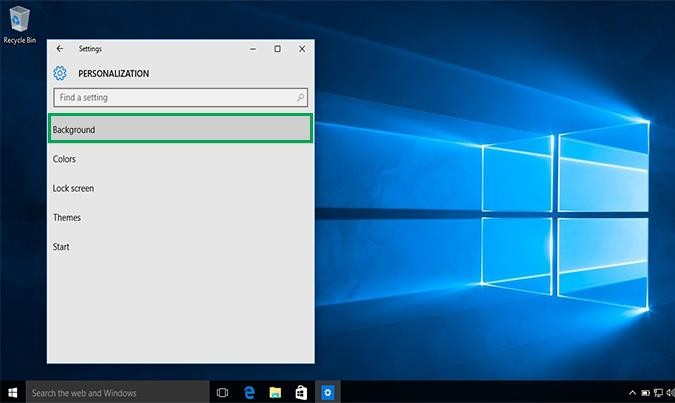 Recycle Bin
Settings
PERSONALIZATION
Find a setting
Background
Colors
Lock screen
Themes
Start
Search the web and Windows